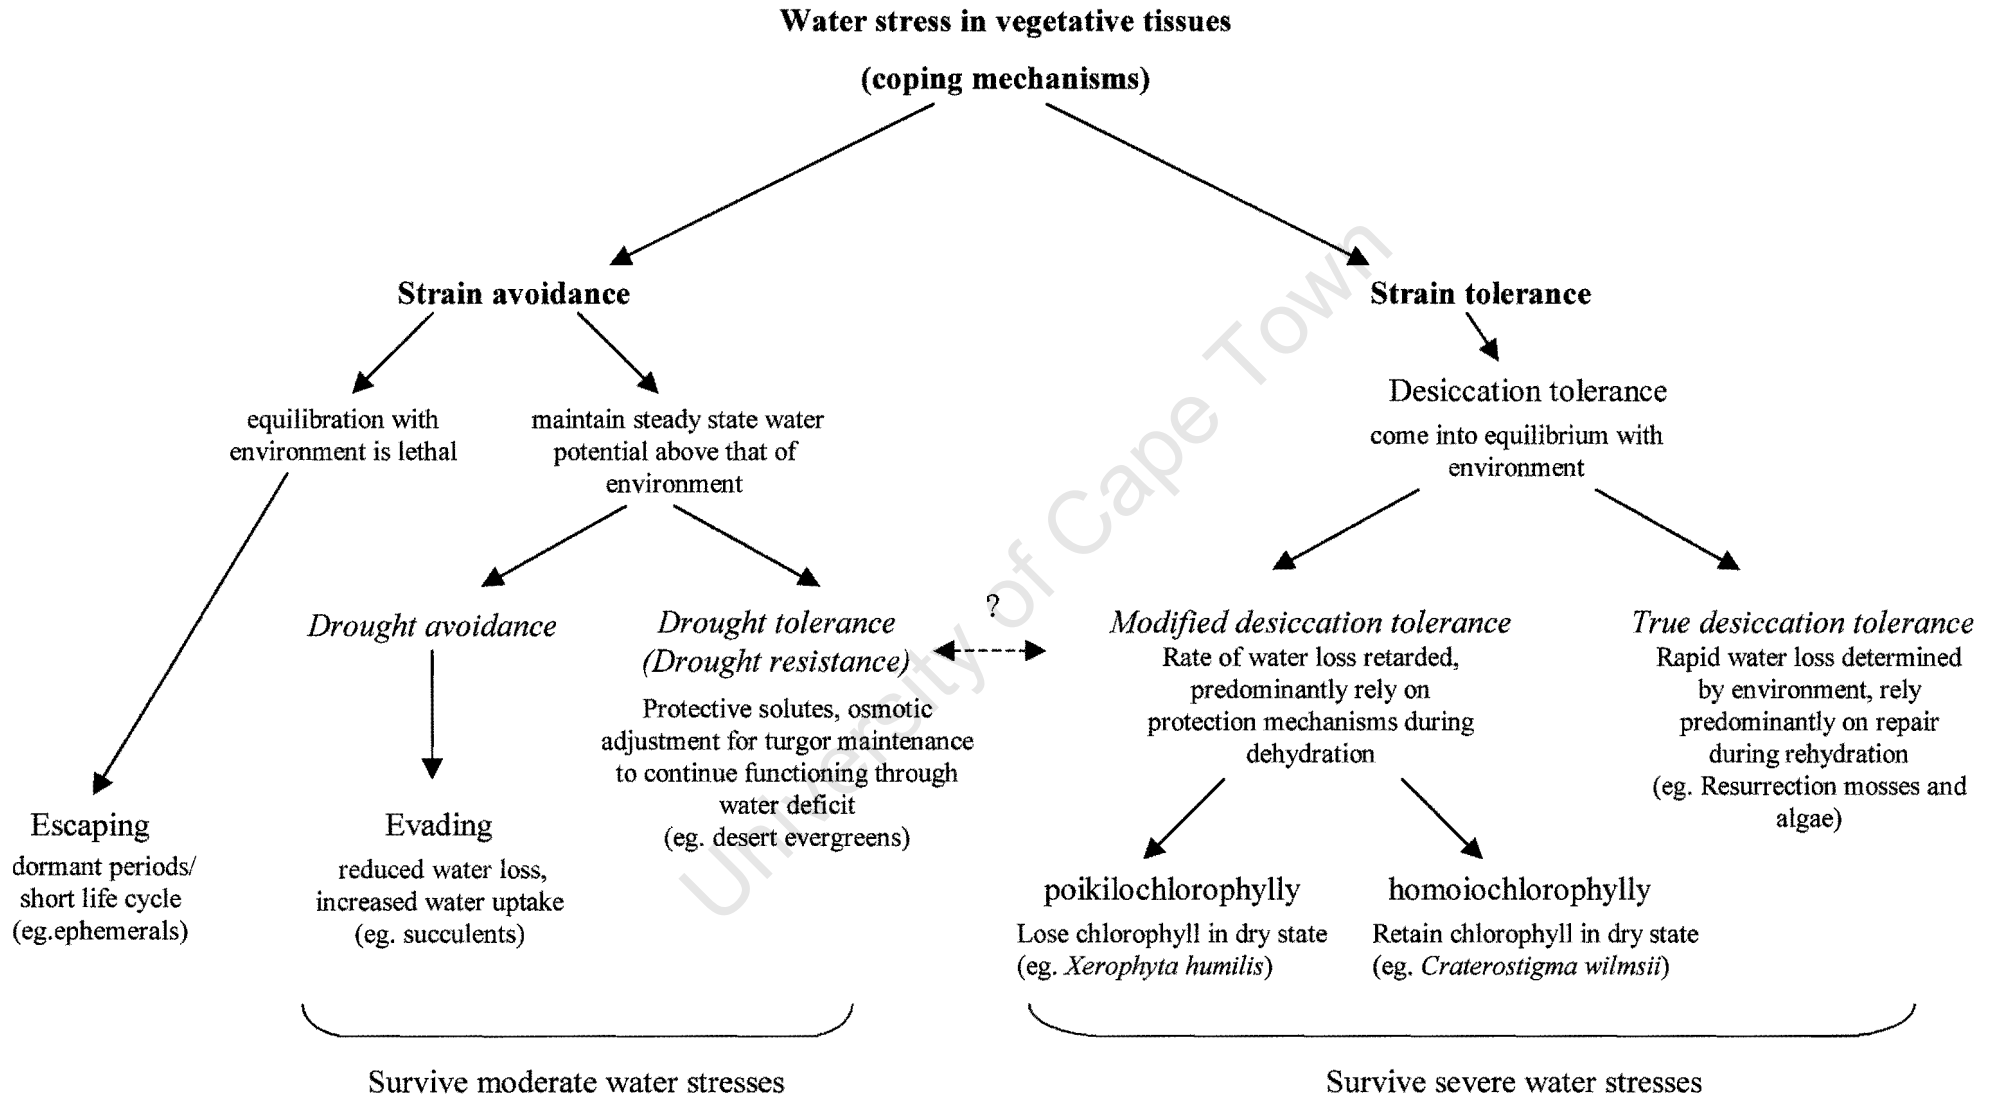 Water stress in vegetative tissues
(coping mechanisms)
Strain avoidance
Strain tolerance
equilibration with
environment is lethal
maintain steady state water
potential above that of
environment
Desiccation tolerance
come into equilibrium with
environment
Drought avoidance
Drought tolerance
(Drought resistance)
Protective solutes, osmotic
adjustment for turgor maintenance
to continue functioning through
water deficit
(eg. desert evergreens)
?
Modified desiccation tolerance
Rate of water loss retarded,
predominantly rely on
protection mechanisms during
dehydration
True desiccation tolerance
Rapid water loss determined
by environment, rely
predominantly on repair
during rehydration
(eg. Resurrection mosses and
algae)
Escaping
dormant periods/
short life cycle
(eg.ephemerals)
Evading
reduced water loss,
increased water uptake
(eg. succulents)
poikilochlorophylly
Lose chlorophyll in dry state
(eg. Xerophyta humilis)
homoiochlorophylly
Retain chlorophyll in dry state
(eg. Craterostigma wilmsii)
Survive moderate water stresses
Survive severe water stresses
University of Cape Town